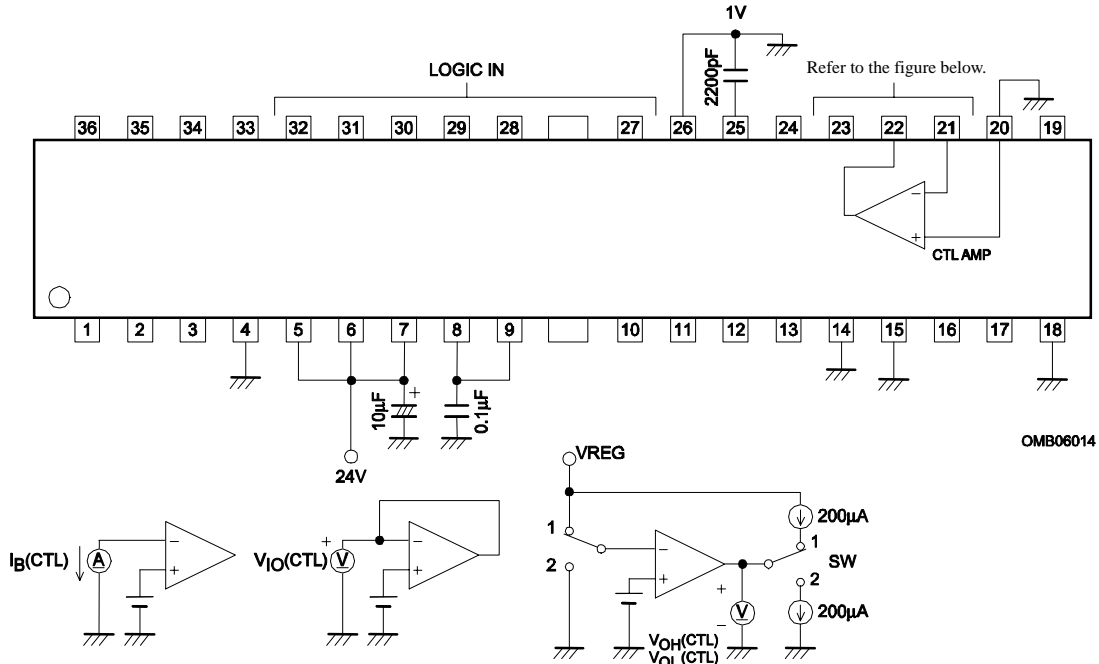 1V
2200pF
LOGIC IN
Refer to the figure below.
36 35 34 33 32 31 30 29 28 27 26 25 24 23 22 21 20 19
−
+
CTL AMP
1 2 3 4 5 6 7 8 9 10 11 12 13 14 15 16 17 18
10µF
+
0.1µF
24V
OMB06014
IB(CTL)
A
−
+
VIO(CTL)
+
V
−
+
VREG
1
2
−
+
200µA
1
SW
2
200µA
+
V
−
VOH(CTL)
VOL(CTL)